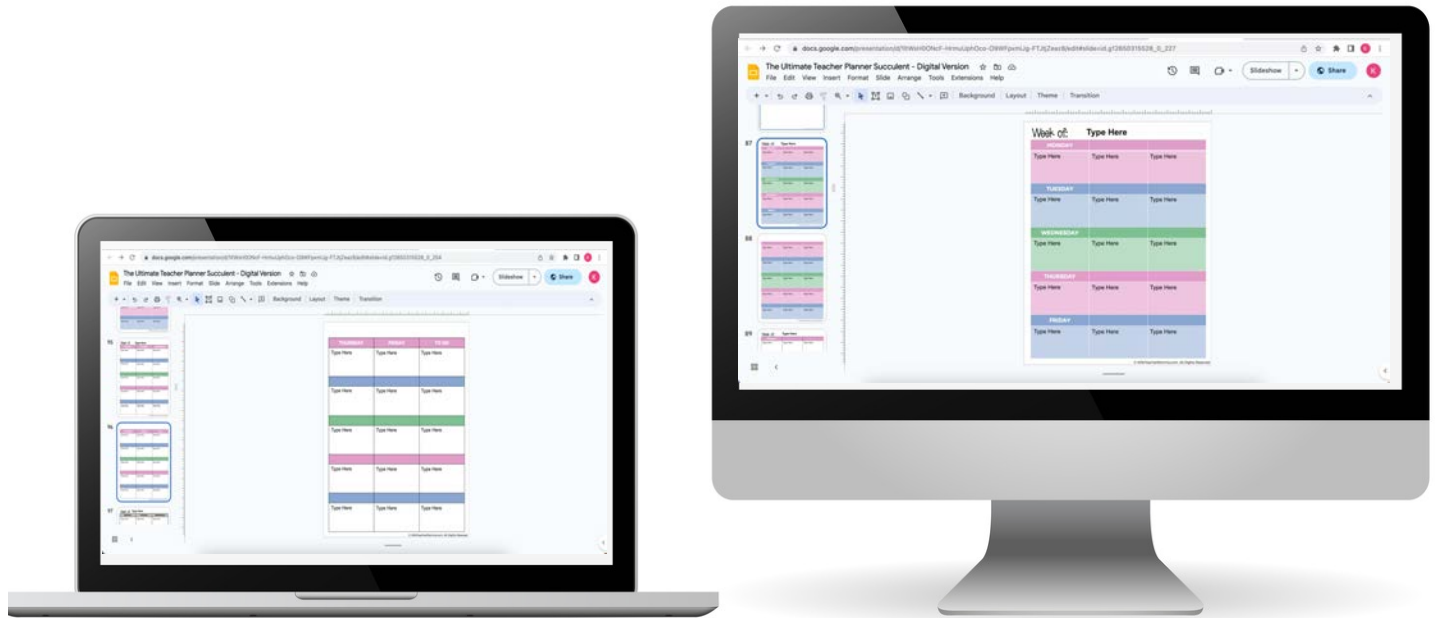 The Ultimate Teacher Planner Succulent - Digital Version
File Edit View Insert Format Slide Arrange Tools Extensions Help
Slideshow
Share
K
Background Layout Theme Transition
95
96
97
THURSDAY FRIDAY TO DO
Type Here Type Here Type Here
Type Here Type Here Type Here
Type Here Type Here Type Here
Type Here Type Here Type Here
Type Here Type Here Type Here
The Ultimate Teacher Planner Succulent - Digital Version
File Edit View Insert Format Slide Arrange Tools Extensions Help
Slideshow
Share
K
Background Layout Theme Transition
87
88
89
Week of: Type Here
MONDAY
Type Here Type Here Type Here
TUESDAY
Type Here Type Here Type Here
WEDNESDAY
Type Here Type Here Type Here
THURSDAY
Type Here Type Here Type Here
FRIDAY
Type Here Type Here Type Here